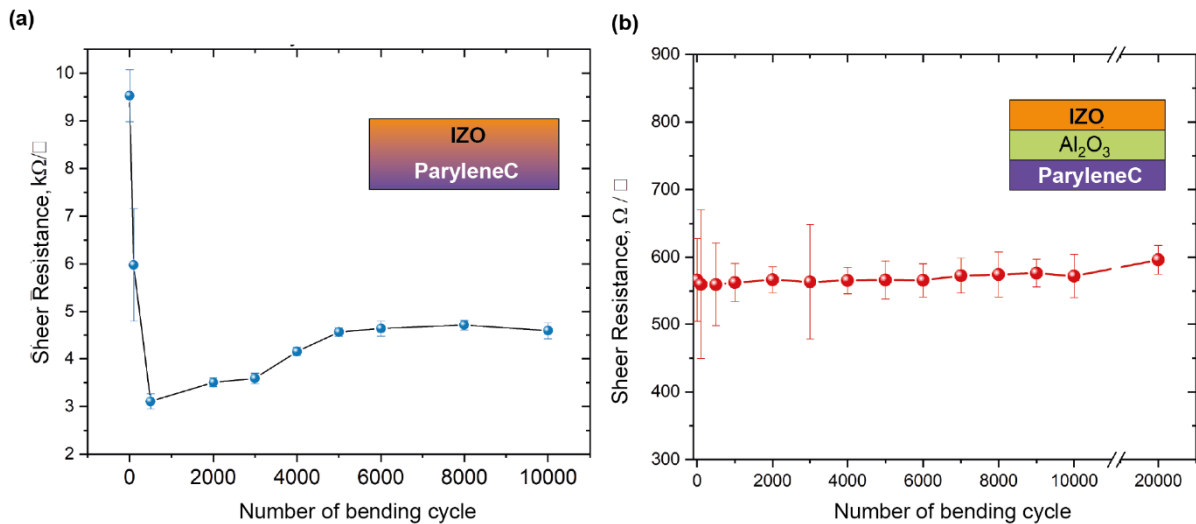 (a)
10
9
8
7
6
5
4
3
2
Sheer Resistance, kΩ/□
IZO
ParyleneC
0 2000 4000 6000 8000 10000
Number of bending cycle
(b)
900
800
700
600
500
400
300
Sheer Resistance, Ω / □
IZO
Al₂O₃
ParyleneC
0 2000 4000 6000 8000 10000 20000
Number of bending cycle